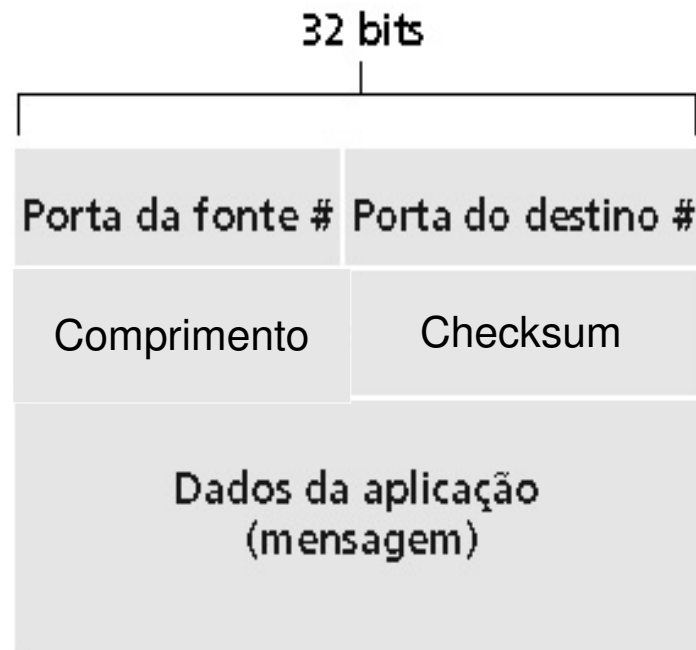 32 bits
Porta da fonte # Porta do destino #
Comprimento Checksum
Dados da aplicação
(mensagem)